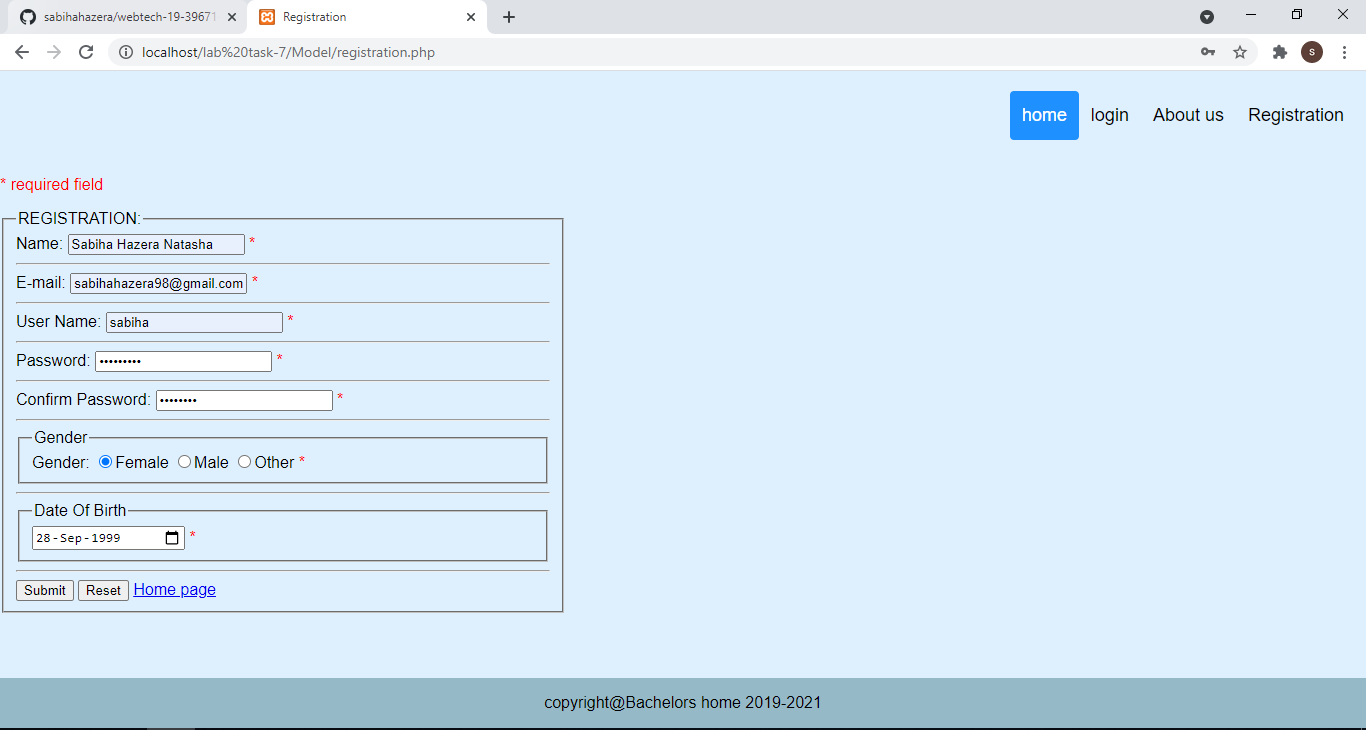 sabihahazera/webtech-19-39671
Registration
localhost/lab%20task-7/Model/registration.php
S
home login About us Registration
* required field
REGISTRATION:
Name: Sabiha Hazera Natasha *
E-mail: sabihahazera98@gmail.com *
User Name: sabiha *
Password: ••••••••• *
Confirm Password: •••••••• *
Gender
Gender: Female Male Other *
Date Of Birth
28-Sep-1999 *
Submit Reset Home page
copyright@Bachelors home 2019-2021